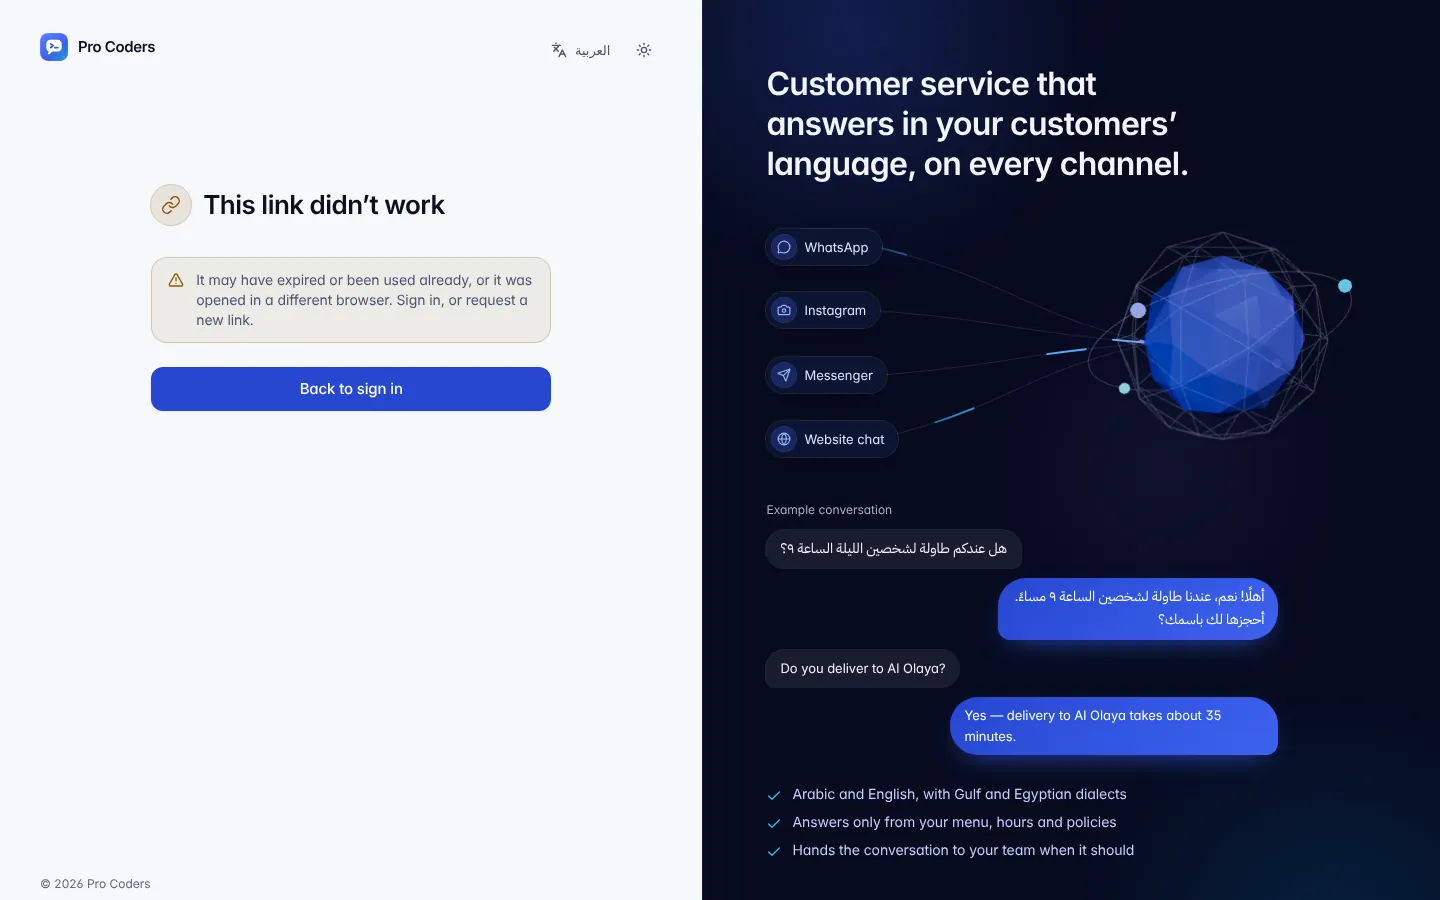 Pro Coders
العربية
This link didn’t work
It may have expired or been used already, or it was
opened in a different browser. Sign in, or request a
new link.
Back to sign in
© 2026 Pro Coders
Customer service that
answers in your customers’
language, on every channel.
WhatsApp
Instagram
Messenger
Website chat
Example conversation
هل عندكم طاولة لشخصين الليلة الساعة ٩؟
أهلًا! نعم، عندنا طاولة لشخصين الساعة ٩ مساءً.
أحجزها لك باسمك؟
Do you deliver to Al Olaya?
Yes — delivery to Al Olaya takes about 35
minutes.
Arabic and English, with Gulf and Egyptian dialects
Answers only from your menu, hours and policies
Hands the conversation to your team when it should